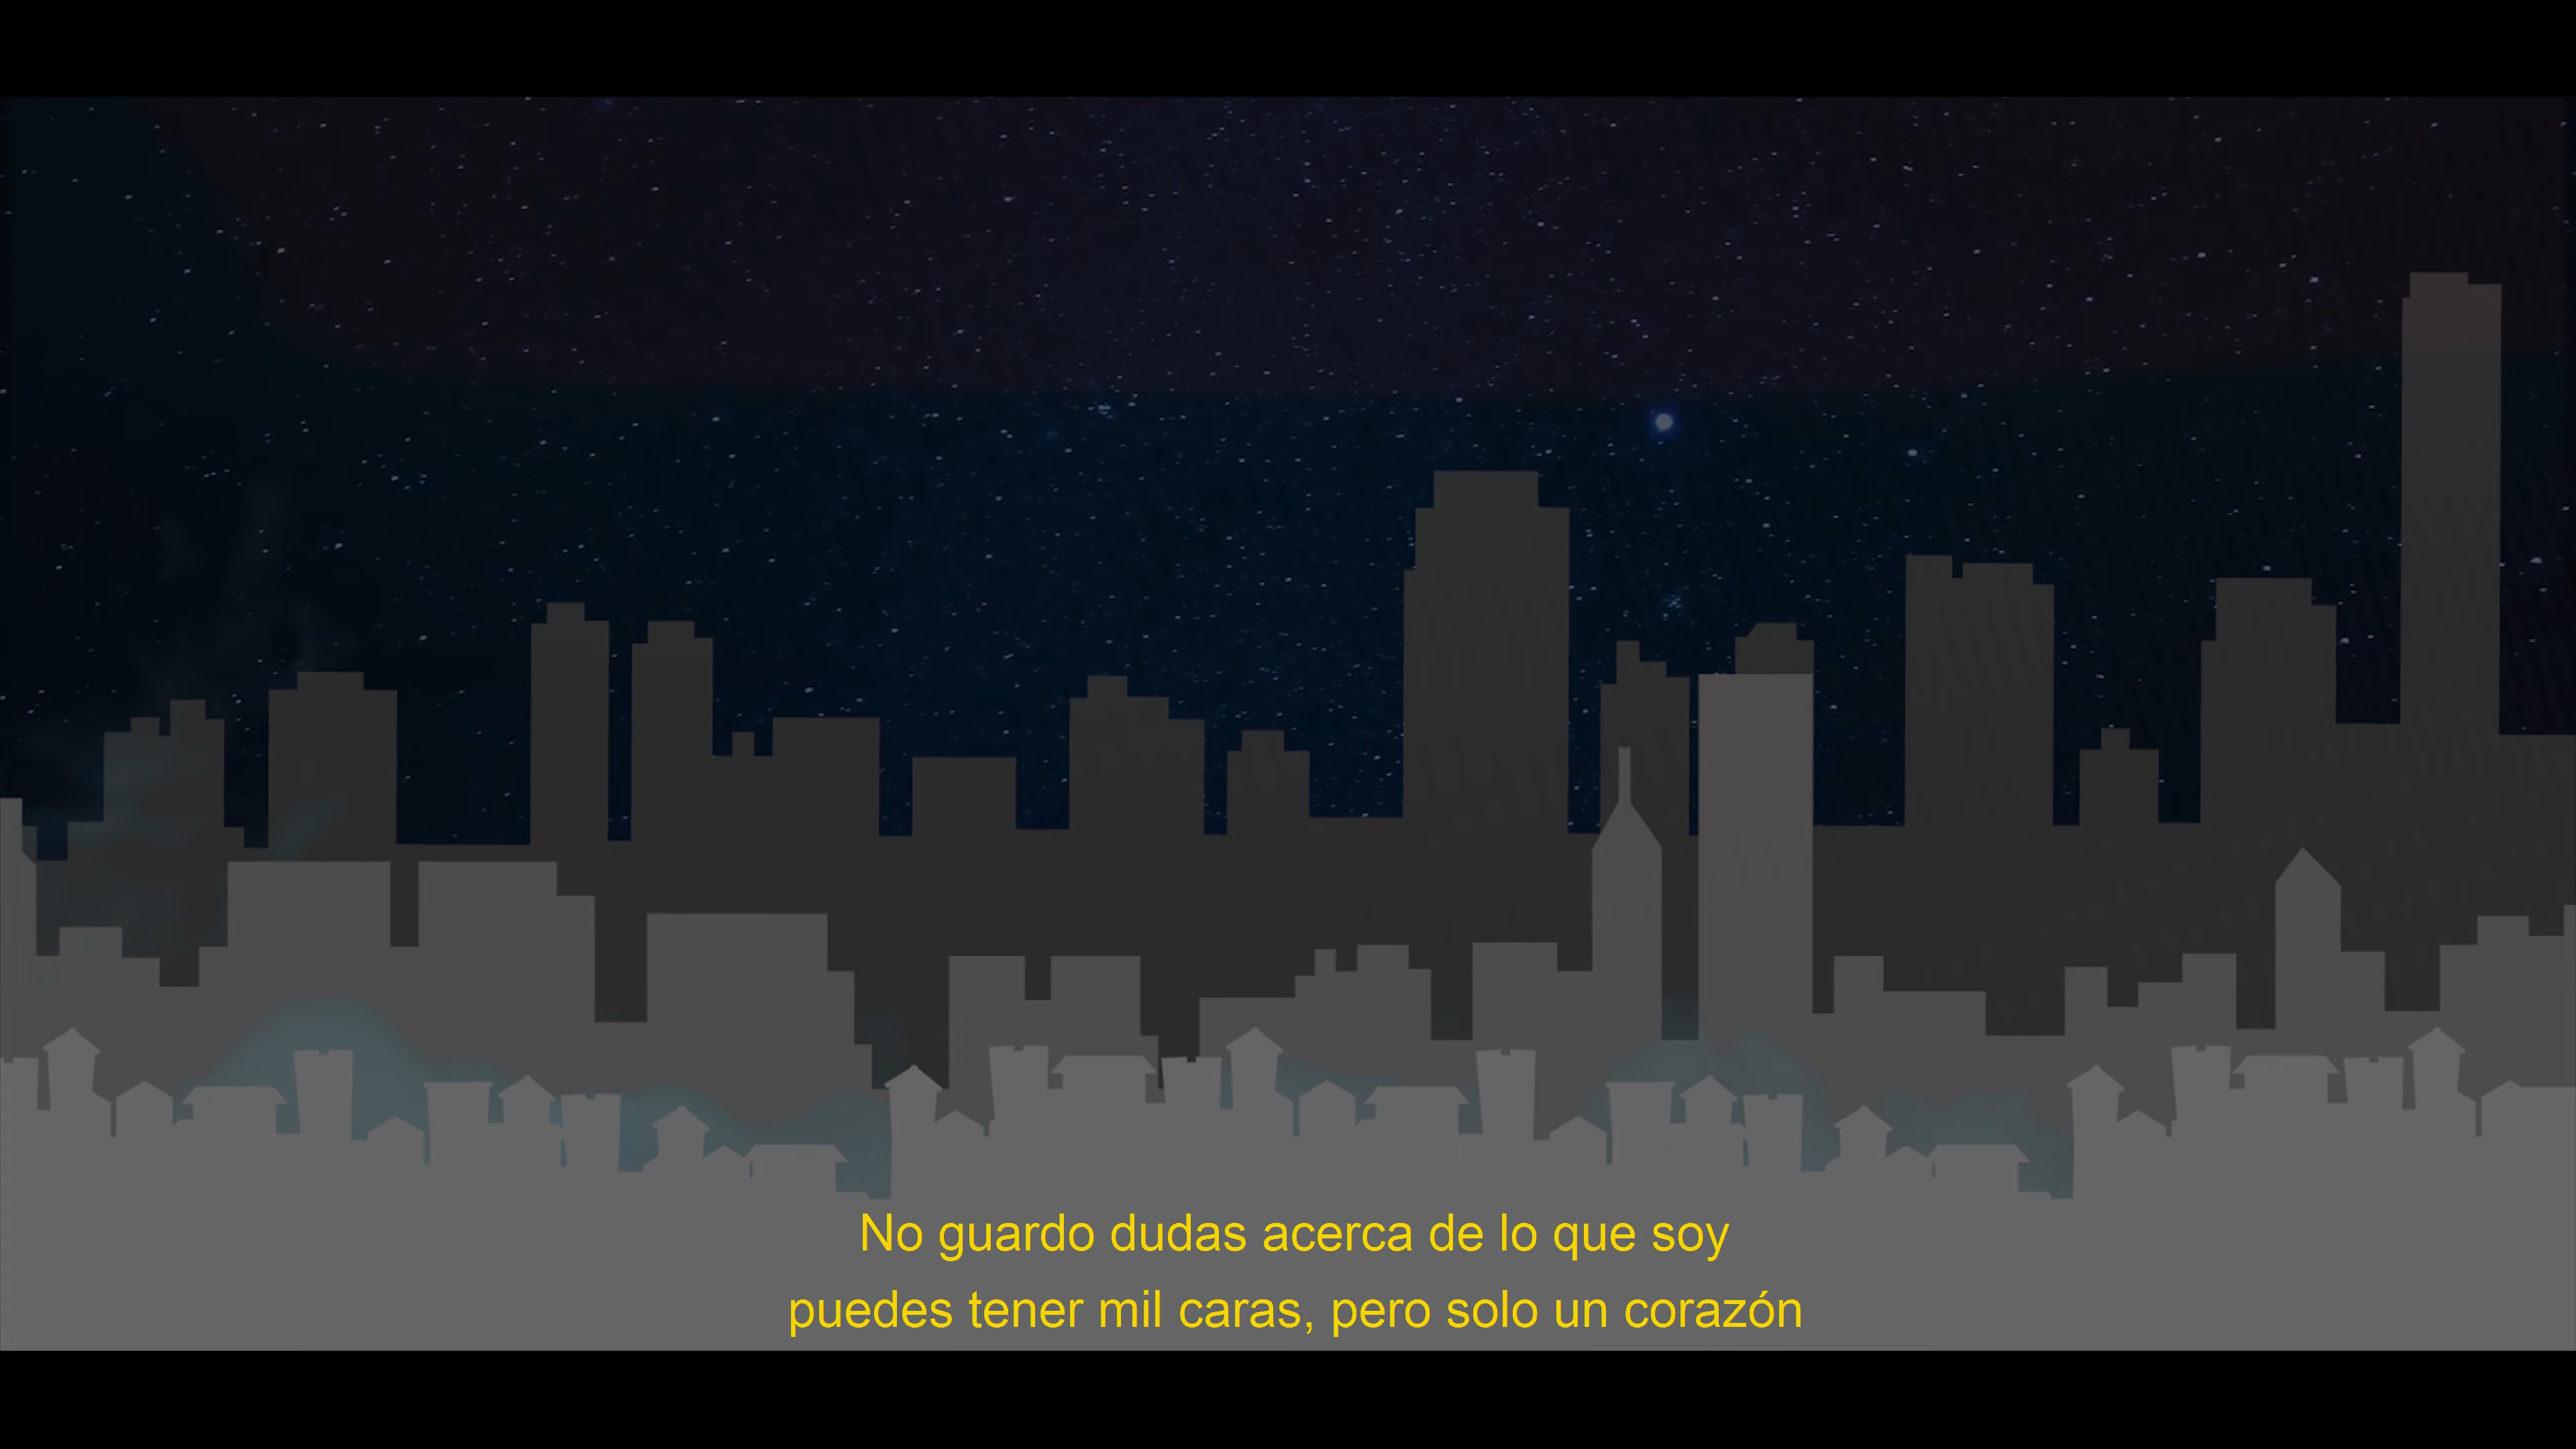 No guardo dudas acerca de lo que soy
puedes tener mil caras, pero solo un corazón